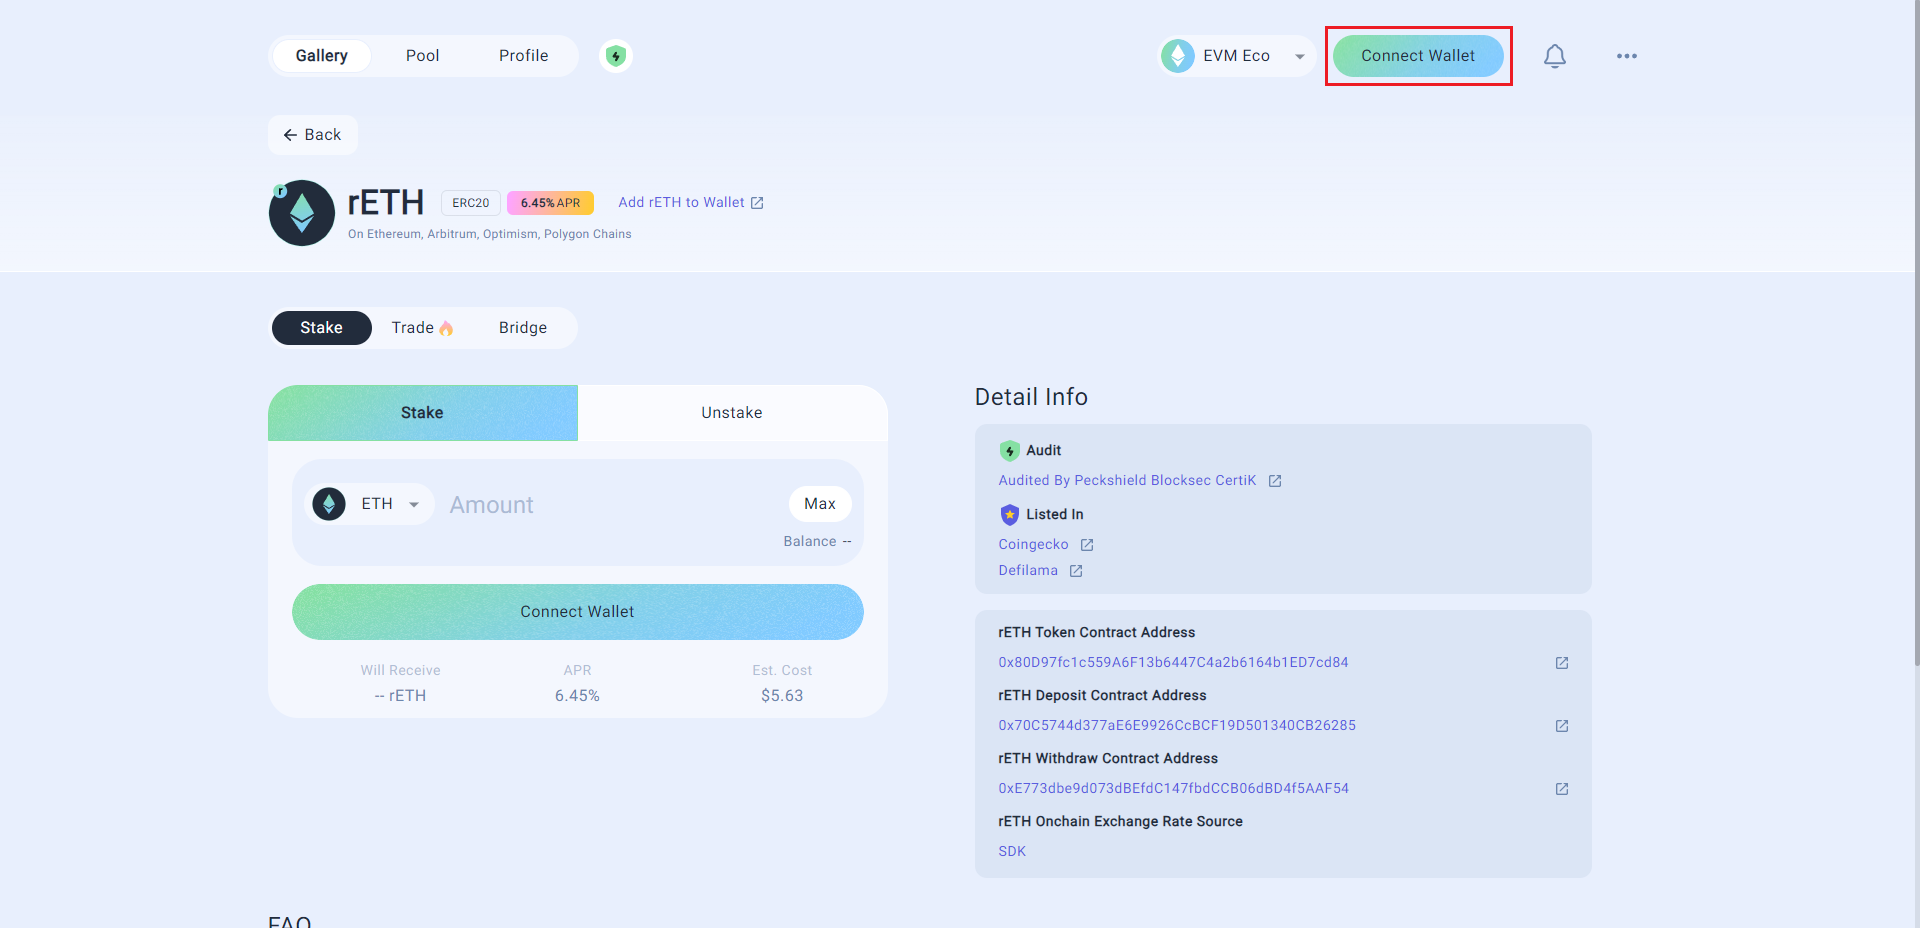 Gallery Pool Profile EVM Eco Connect Wallet
Back
r
rETH ERC20 6.45% APR Add rETH to Wallet
On Ethereum, Arbitrum, Optimism, Polygon Chains
Stake Trade Bridge
Stake Unstake
ETH Amount Max
Balance --
Connect Wallet
Will Receive APR Est. Cost
-- rETH 6.45% $5.63
Detail Info
Audit
Audited By Peckshield Blocksec CertiK
Listed In
Coingecko
Defilama
rETH Token Contract Address
0x80D97fc1c559A6F13b6447C4a2b6164b1ED7cd84
rETH Deposit Contract Address
0x70C5744d377aE6E9926CcBCF19D501340CB26285
rETH Withdraw Contract Address
0xE773dbe9d073dBEfdC147fbdCCB06dBD4f5AAF54
rETH Onchain Exchange Rate Source
SDK
FAQ